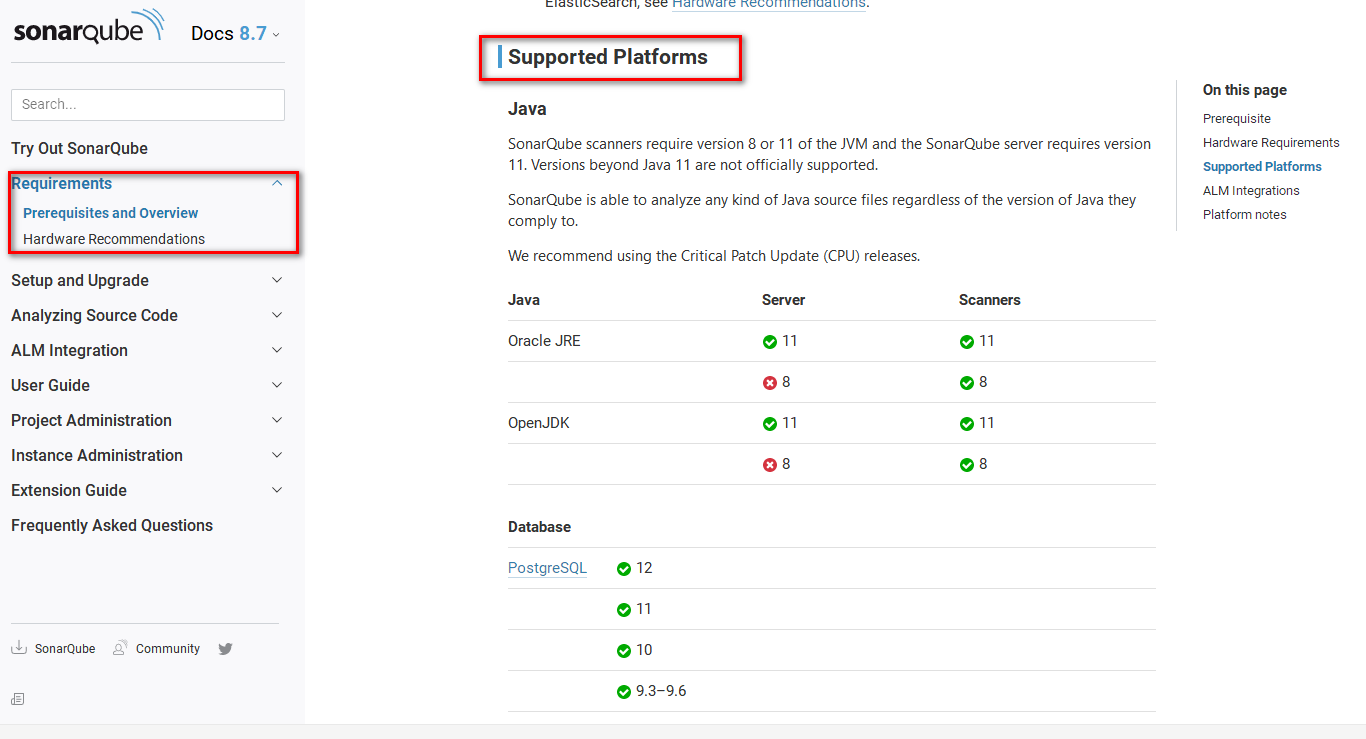 sonarqube Docs 8.7
Search...
Try Out SonarQube
Requirements
Prerequisites and Overview
Hardware Recommendations
Setup and Upgrade
Analyzing Source Code
ALM Integration
User Guide
Project Administration
Instance Administration
Extension Guide
Frequently Asked Questions
SonarQube Community
ElasticSearch, see Hardware Recommendations.
Supported Platforms
Java
SonarQube scanners require version 8 or 11 of the JVM and the SonarQube server requires version
11. Versions beyond Java 11 are not officially supported.
SonarQube is able to analyze any kind of Java source files regardless of the version of Java they
comply to.
We recommend using the Critical Patch Update (CPU) releases.
Java Server Scanners
Oracle JRE 11 11
8 8
OpenJDK 11 11
8 8
Database
PostgreSQL 12
11
10
9.3–9.6
On this page
Prerequisite
Hardware Requirements
Supported Platforms
ALM Integrations
Platform notes